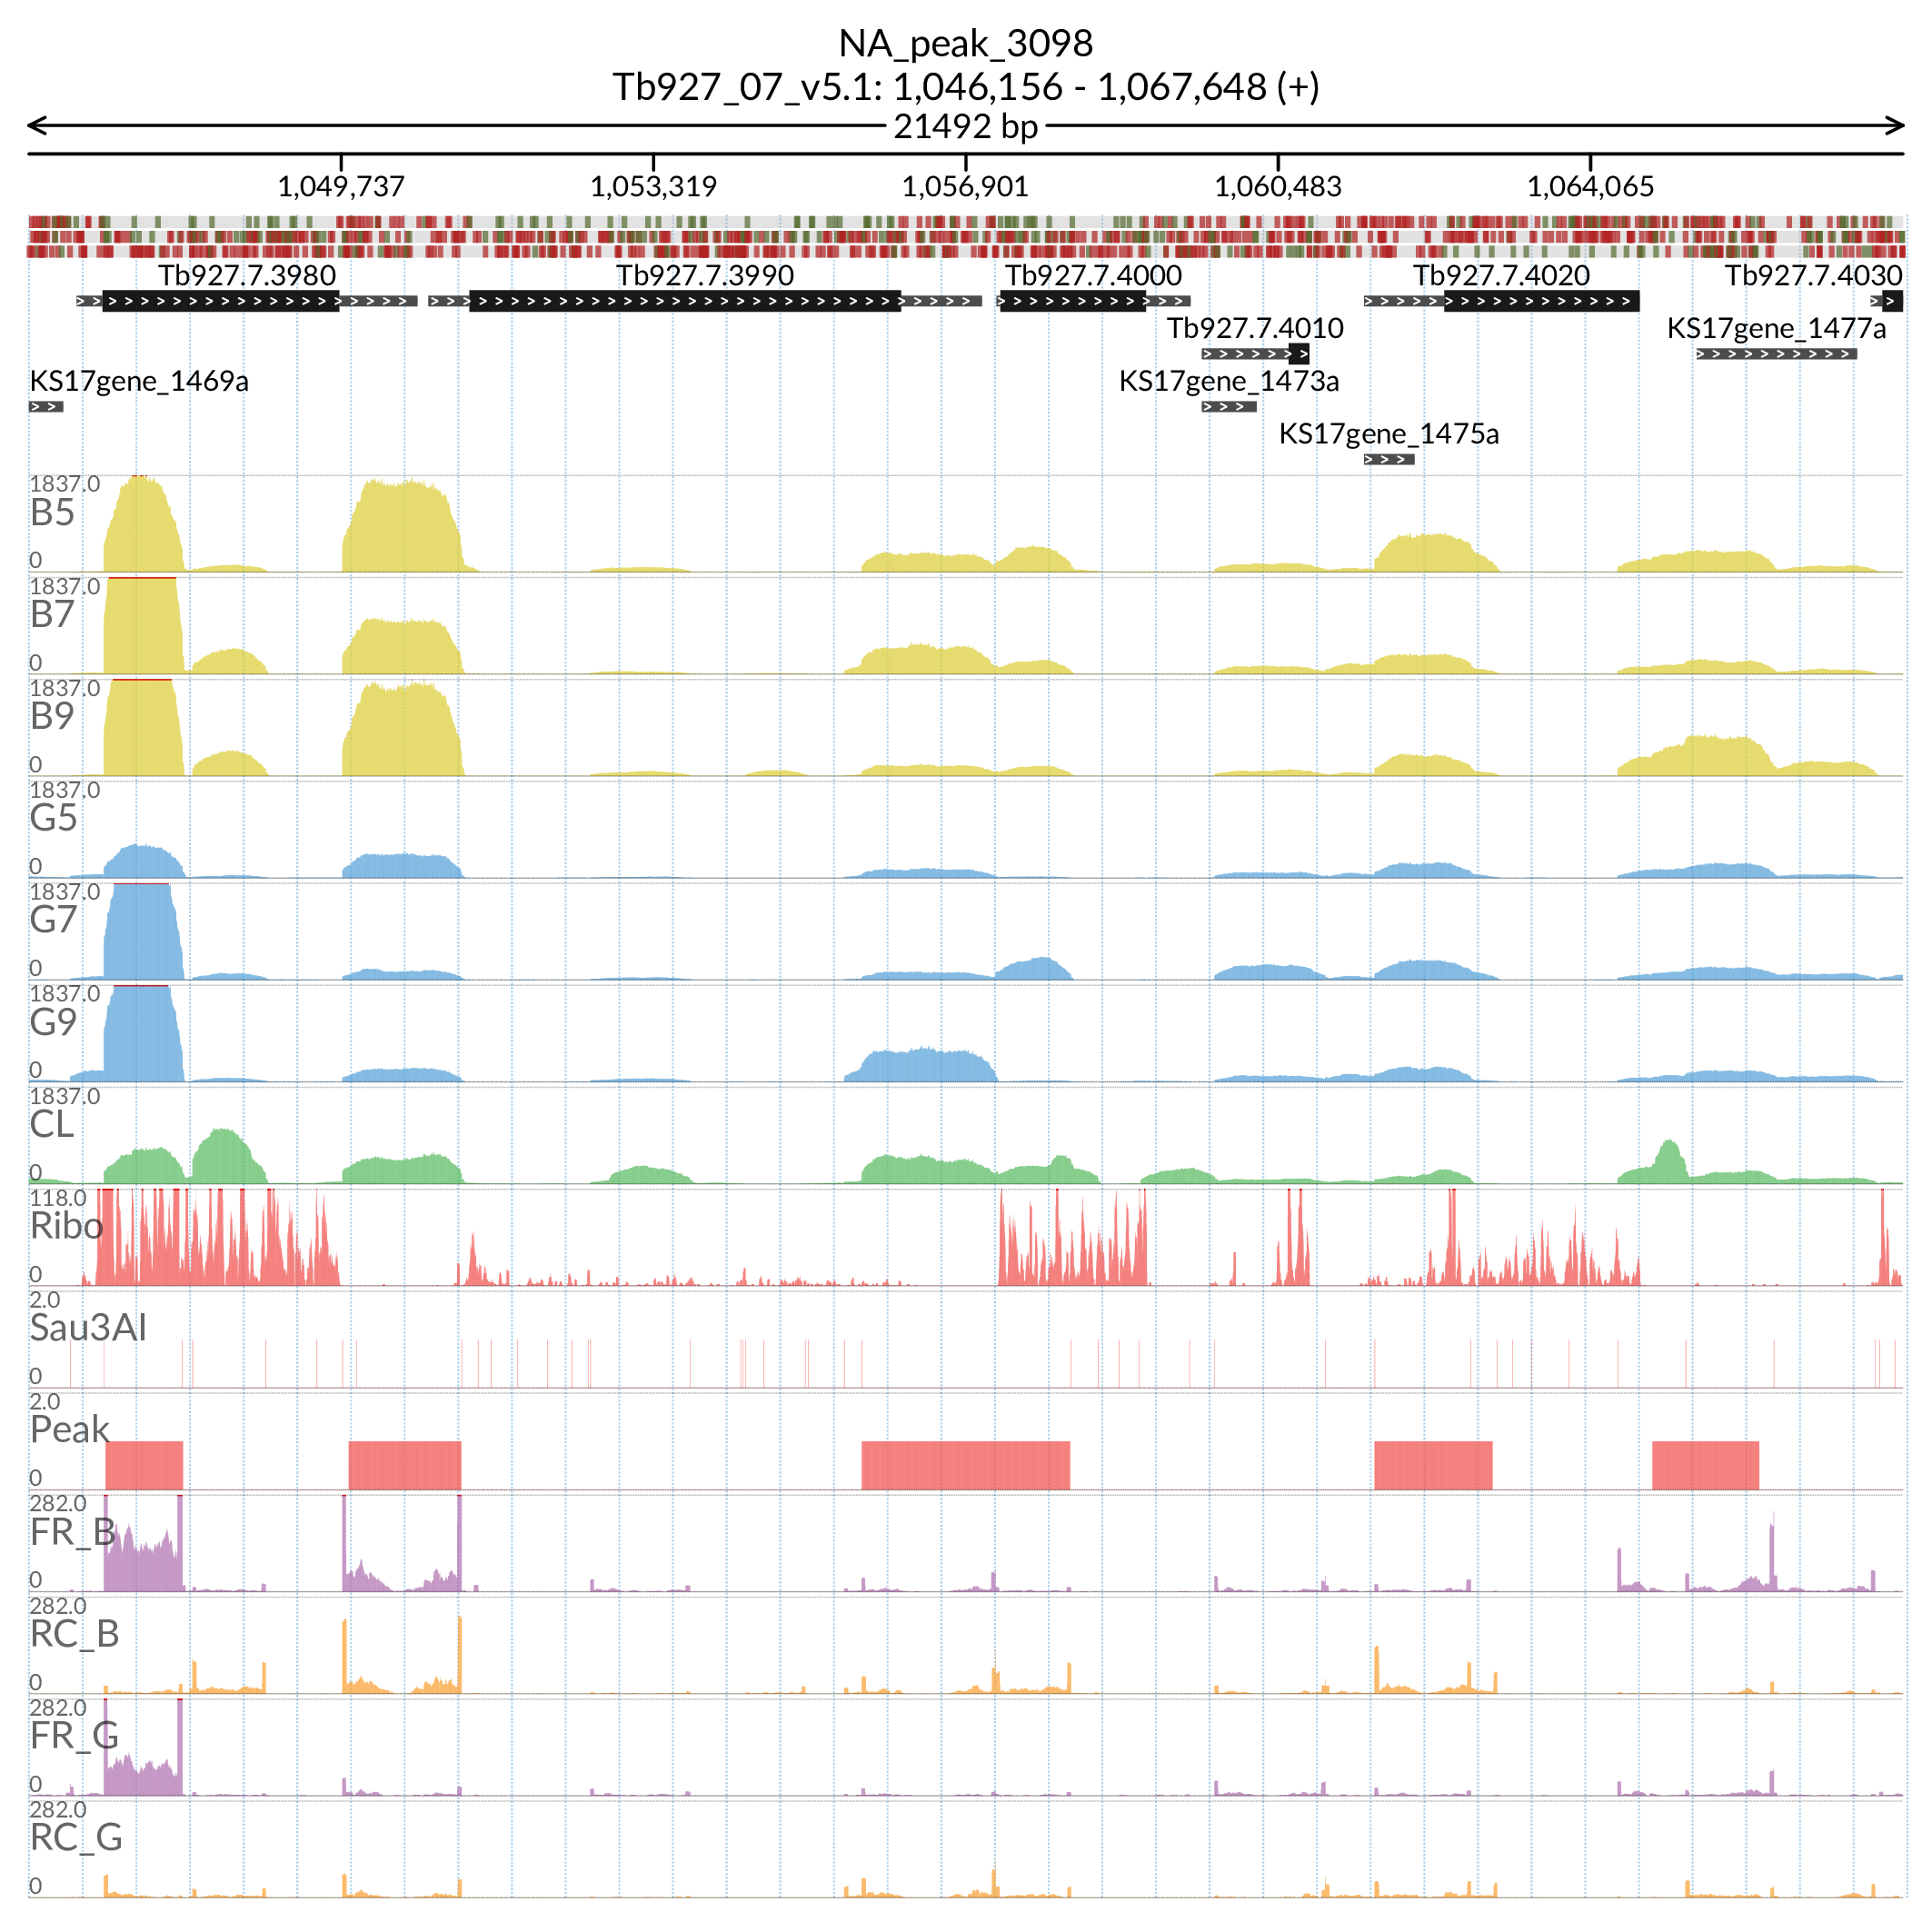 NA_peak_3098
Tb927_07_v5.1: 1,046,156 - 1,067,648 (+)
21492 bp
1,049,737 1,053,319 1,056,901 1,060,483 1,064,065
Tb927.7.3980 Tb927.7.3990 Tb927.7.4000 Tb927.7.4020 Tb927.7.4030
Tb927.7.4010 KS17gene_1477a
KS17gene_1469a KS17gene_1473a
KS17gene_1475a
1837.0
B5
0
1837.0
B7
0
1837.0
B9
0
1837.0
G5
0
1837.0
G7
0
1837.0
G9
0
1837.0
CL
0
118.0
Ribo
0
2.0
Sau3AI
0
2.0
Peak
0
282.0
FR_B
0
282.0
RC_B
0
282.0
FR_G
0
282.0
RC_G
0